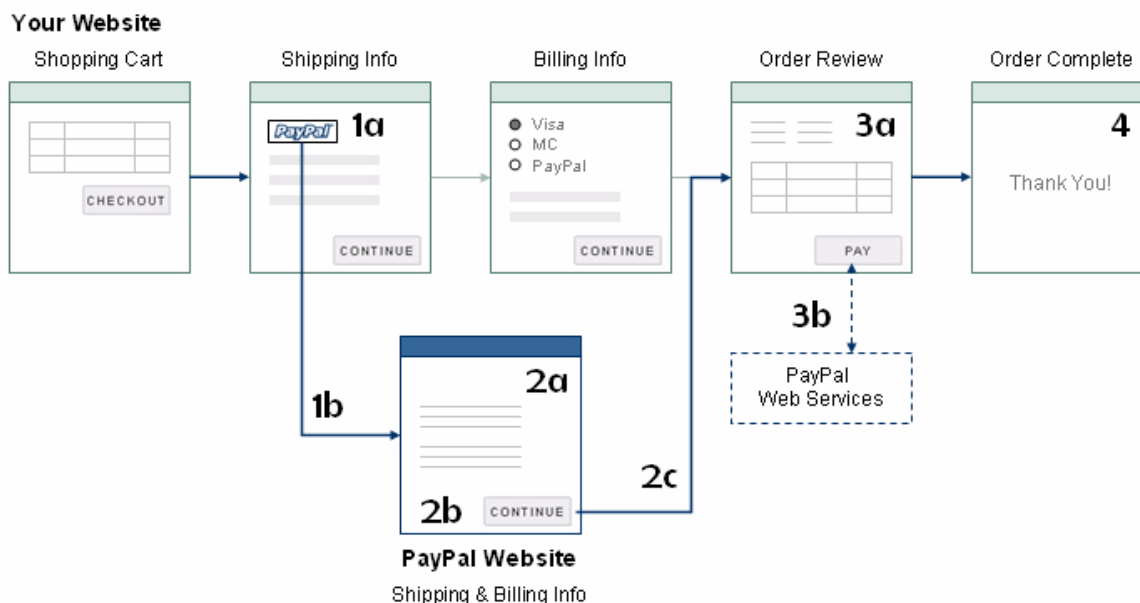 Your Website
Shopping Cart
Shipping Info
Billing Info
Order Review
Order Complete
PayPal
1a
Visa
MC
PayPal
3a
4
CHECKOUT
Thank You!
CONTINUE
CONTINUE
PAY
3b
2a
PayPal
Web Services
1b
2c
2b
CONTINUE
PayPal Website
Shipping & Billing Info